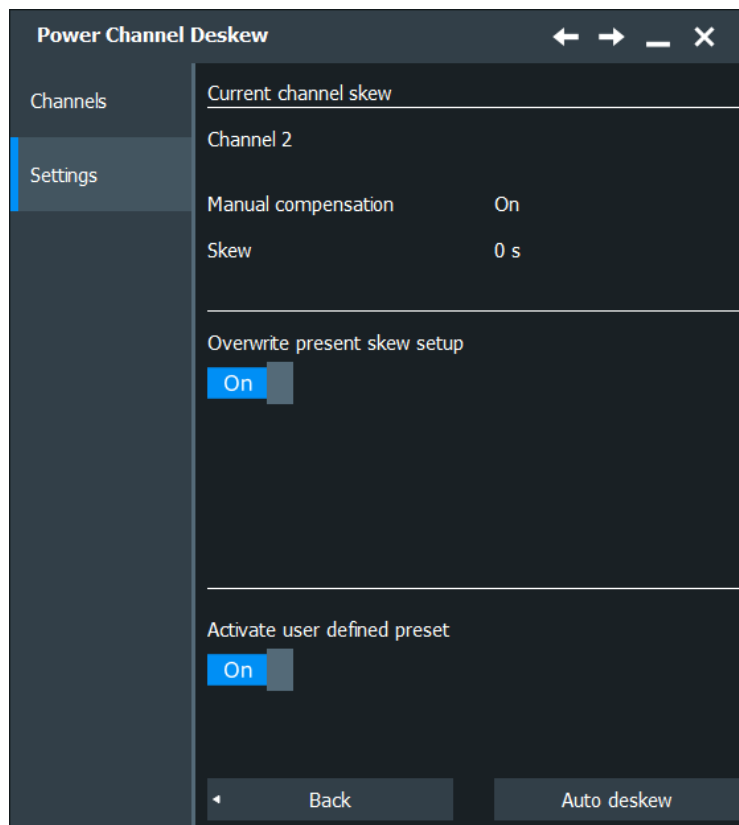 Power Channel Deskew
Channels
Settings
Current channel skew
Channel 2
Manual compensation On
Skew 0 s
Overwrite present skew setup
On
Activate user defined preset
On
Back Auto deskew